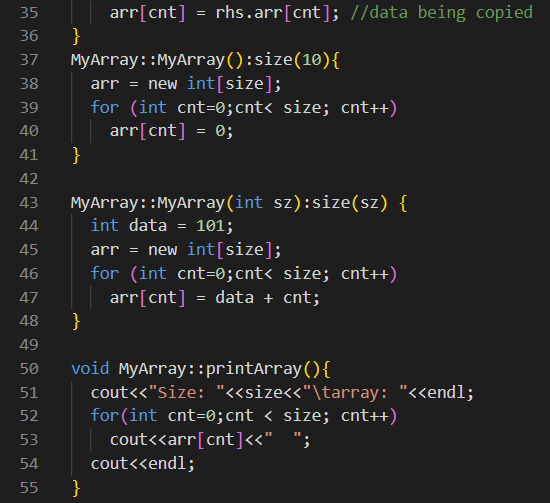 35 arr[cnt] = rhs.arr[cnt]; //data being copied
36 }
37 MyArray::MyArray():size(10){
38 arr = new int[size];
39 for (int cnt=0;cnt< size; cnt++)
40 arr[cnt] = 0;
41 }
42
43 MyArray::MyArray(int sz):size(sz) {
44 int data = 101;
45 arr = new int[size];
46 for (int cnt=0;cnt< size; cnt++)
47 arr[cnt] = data + cnt;
48 }
49
50 void MyArray::printArray(){
51 cout<<"Size: "<<size<<"\tarray: "<<endl;
52 for(int cnt=0;cnt < size; cnt++)
53 cout<<arr[cnt]<<"  ";
54 cout<<endl;
55 }